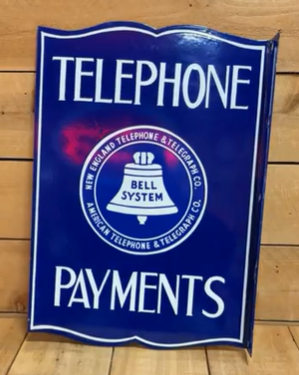 TELEPHONE
NEW ENGLAND TELEPHONE & TELEGRAPH CO.
BELL
SYSTEM
AMERICAN TELEPHONE & TELEGRAPH CO.
PAYMENTS